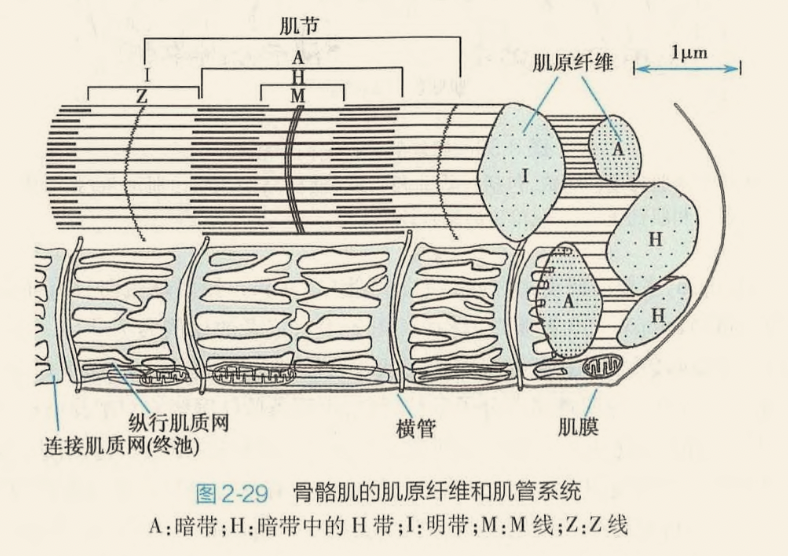 肌节
A
I
H
Z
M
肌原纤维
1μm
A
I
H
A
H
纵行肌质网
连接肌质网(终池)
横管
肌膜
图2-29 骨骼肌的肌原纤维和肌管系统
A:暗带;H:暗带中的 H 带;I:明带;M:M 线;Z:Z 线